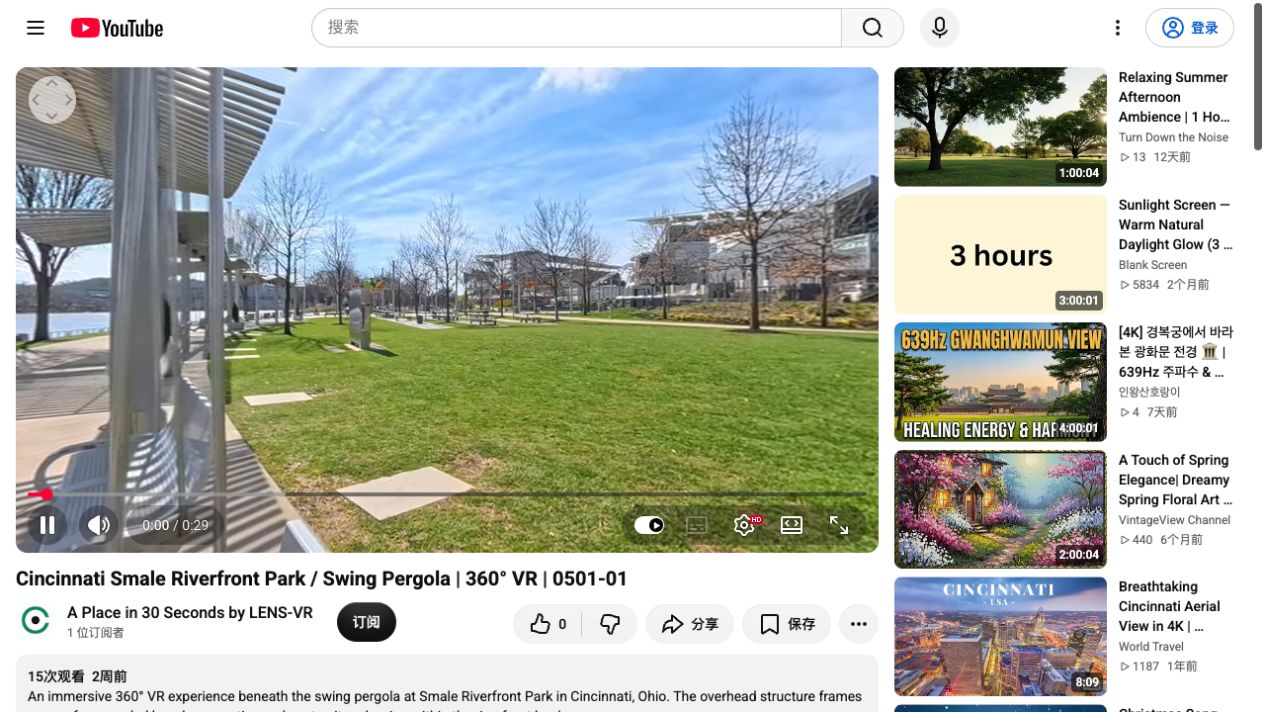 YouTube
搜索
登录
0:00 / 0:29
HD
Cincinnati Smale Riverfront Park / Swing Pergola | 360° VR | 0501-01
A Place in 30 Seconds by LENS-VR
1 位订阅者
订阅
0
分享
保存
15次观看 2周前
An immersive 360° VR experience beneath the swing pergola at Smale Riverfront Park in Cincinnati, Ohio. The overhead structure frames
1:00:04
Relaxing Summer
Afternoon
Ambience | 1 Ho...
Turn Down the Noise
13 12天前
3 hours
3:00:01
Sunlight Screen —
Warm Natural
Daylight Glow (3 ...
Blank Screen
5834 2个月前
639Hz GWANGHWAMUN VIEW
HEALING ENERGY & HARMONY
4:00:01
[4K] 경복궁에서 바라
본 광화문 전경 🏛️ |
639Hz 주파수 & ...
인왕산호랑이
4 7天前
2:00:04
A Touch of Spring
Elegance| Dreamy
Spring Floral Art ...
VintageView Channel
440 6个月前
CINCINNATI
- USA -
8:09
Breathtaking
Cincinnati Aerial
View in 4K | ...
World Travel
1187 1年前